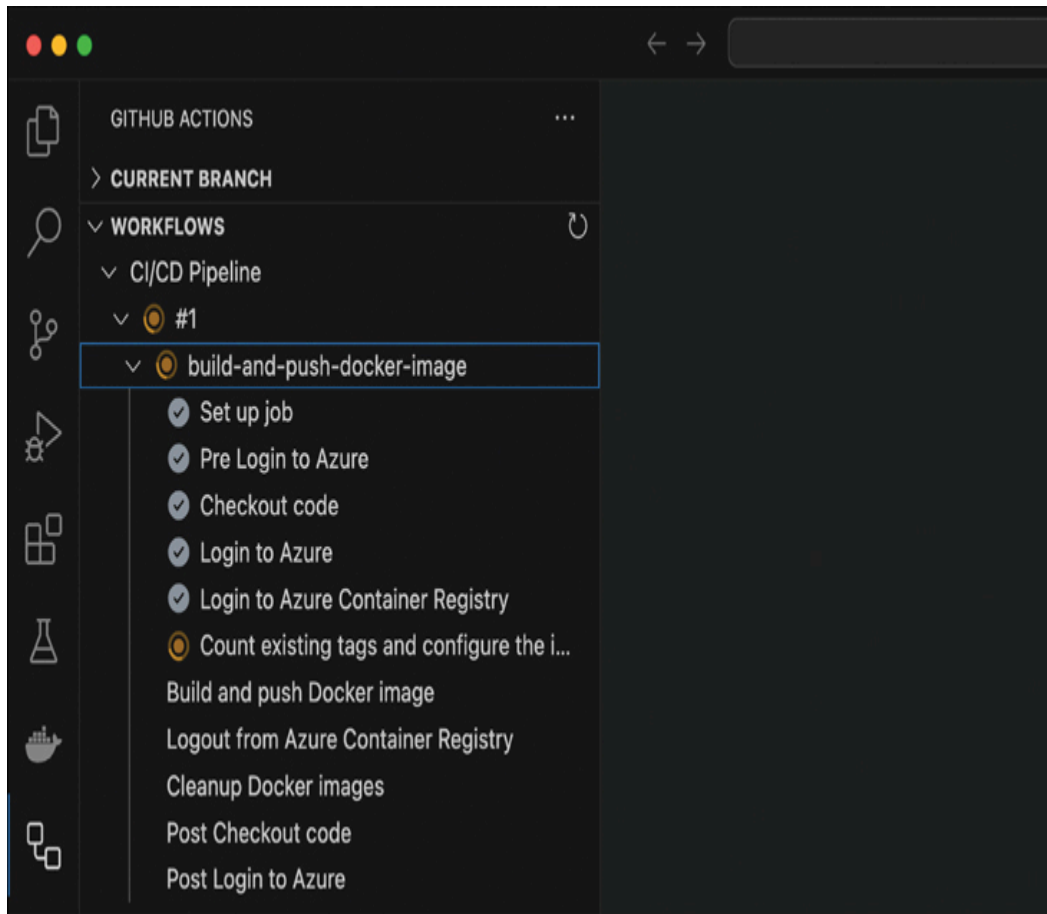 GITHUB ACTIONS
CURRENT BRANCH
WORKFLOWS
CI/CD Pipeline
#1
build-and-push-docker-image
Set up job
Pre Login to Azure
Checkout code
Login to Azure
Login to Azure Container Registry
Count existing tags and configure the i...
Build and push Docker image
Logout from Azure Container Registry
Cleanup Docker images
Post Checkout code
Post Login to Azure